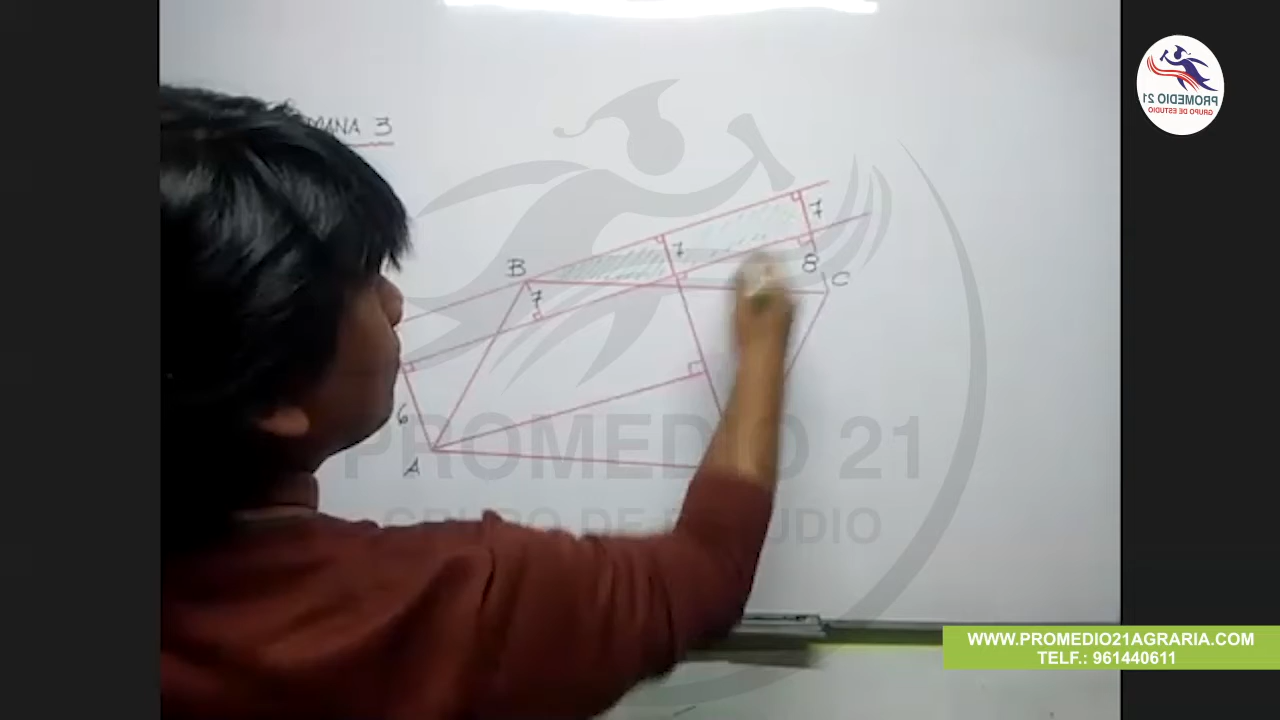 MANA 3
7
7
B
7
8
C
6
A
PROMEDIO 21
GRUPO DE ESTUDIO
PROMEDIO 21
GRUPO DE ESTUDIO
WWW.PROMEDIO21AGRARIA.COM
TELF.: 961440611